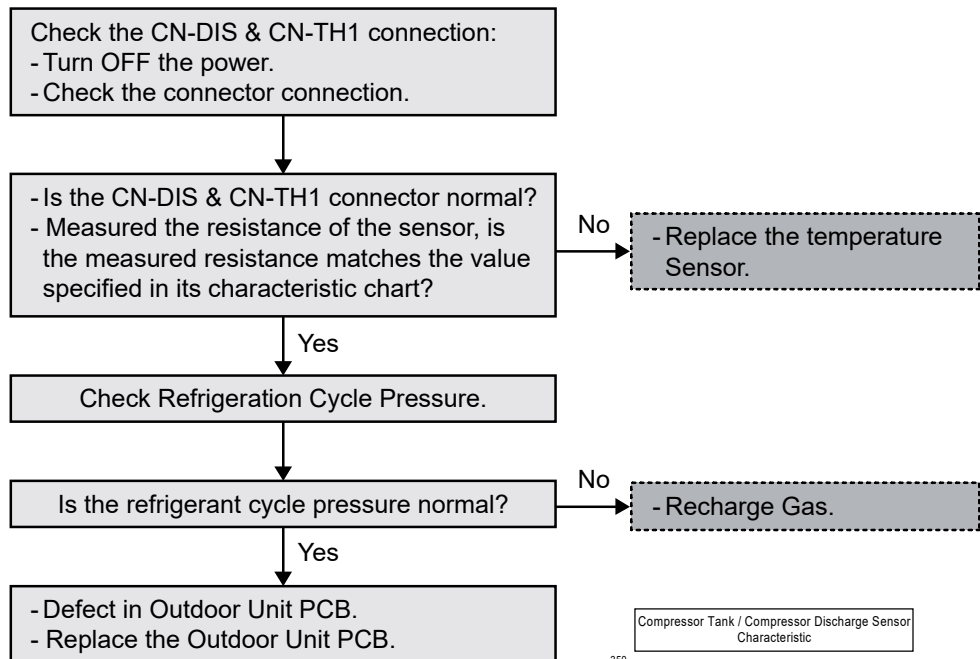 Check the CN-DIS & CN-TH1 connection:
- Turn OFF the power.
- Check the connector connection.
- Is the CN-DIS & CN-TH1 connector normal?
- Measured the resistance of the sensor, is
the measured resistance matches the value
specified in its characteristic chart?
No
- Replace the temperature
Sensor.
Yes
Check Refrigeration Cycle Pressure.
Is the refrigerant cycle pressure normal?
No
- Recharge Gas.
Yes
- Defect in Outdoor Unit PCB.
- Replace the Outdoor Unit PCB.
Compressor Tank / Compressor Discharge Sensor
Characteristic